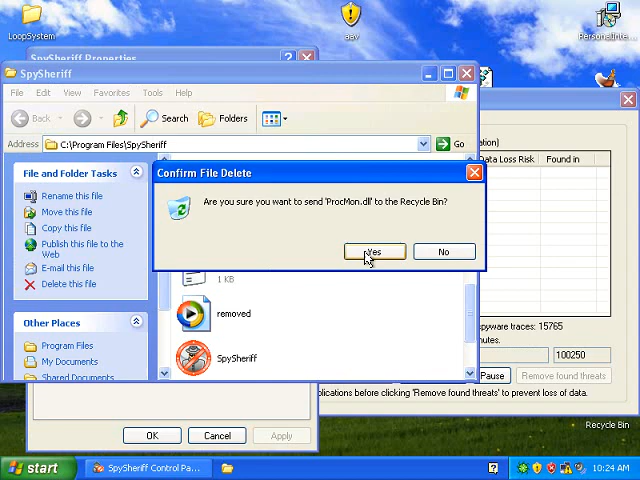 LoopSystem
aav
PersonalInte...
SpySheriff Properties
SpySheriff
File Edit View Favorites Tools Help
Back Search Folders
Address C:\Program Files\SpySheriff Go
File and Folder Tasks
Rename this file
Move this file
Copy this file
Publish this file to the
Web
E-mail this file
Delete this file
Other Places
Program Files
My Documents
Shared Documents
Confirm File Delete
Are you sure you want to send 'ProcMon.dll' to the Recycle Bin?
Yes No
1 KB
removed
SpySheriff
Data Loss Risk Found in
spyware traces: 15765
100250
Pause Remove found threats
plications before clicking 'Remove found threats' to prevent loss of data.
OK Cancel Apply
Recycle Bin
start SpySheriff Control Pa... 10:24 AM